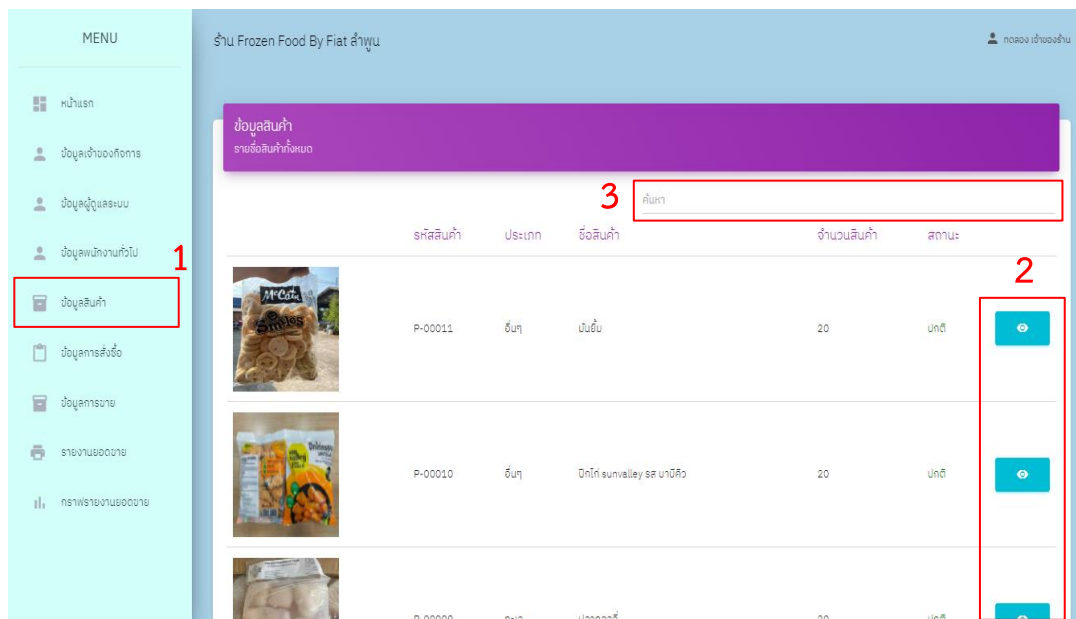 MENU
ร้าน Frozen Food By Fiat ลำพูน
ทดลอง เจ้าของร้าน
หน้าแรก
ข้อมูลเจ้าของกิจการ
ข้อมูลผู้ดูแลระบบ
ข้อมูลพนักงานทั่วไป
1
ข้อมูลสินค้า
ข้อมูลการสั่งซื้อ
ข้อมูลการขาย
รายงานยอดขาย
กราฟรายงานยอดขาย
ข้อมูลสินค้า
รายชื่อสินค้าทั้งหมด
3
ค้นหา
รหัสสินค้า ประเภท ชื่อสินค้า จำนวนสินค้า สถานะ
2
McCain
Smiles
P-00011 อื่นๆ มันยิ้ม 20 ปกติ
P-00010 อื่นๆ ปีกไก่ sunvalley รส บาบีคิว 20 ปกติ
20 ปกติ